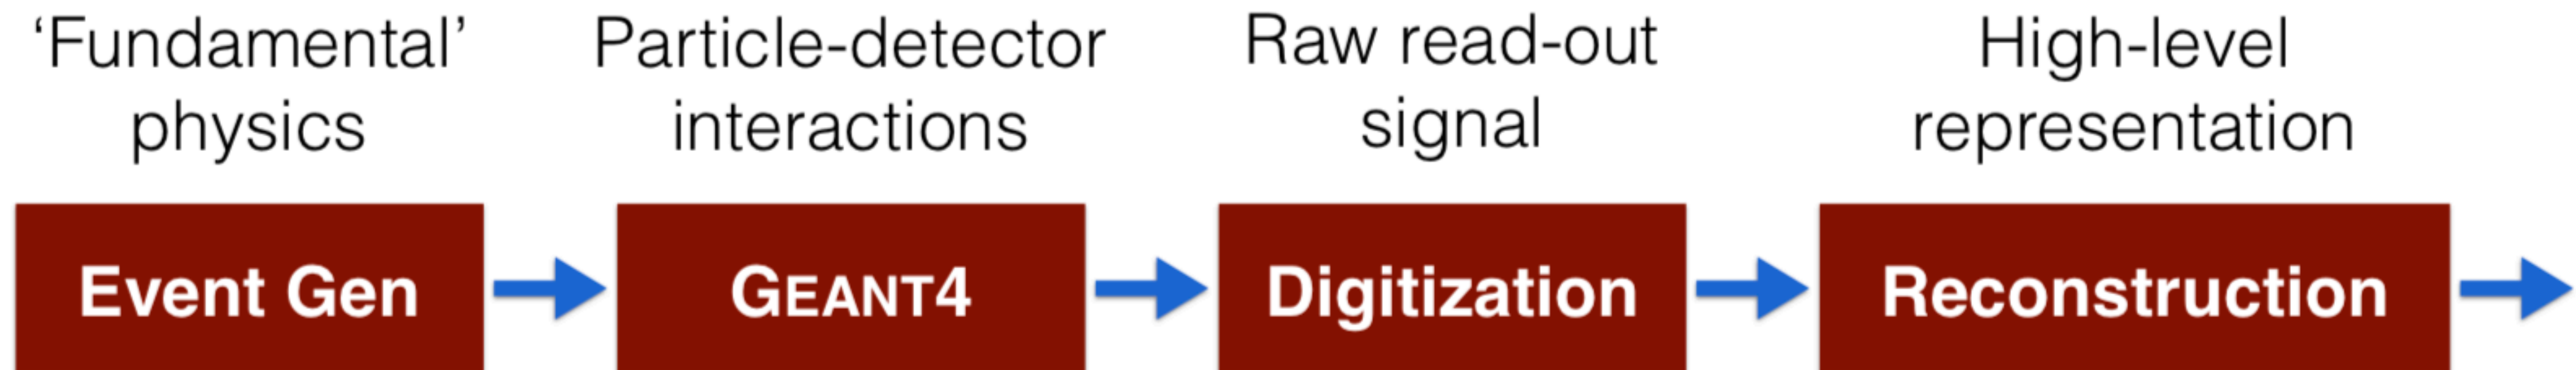 ‘Fundamental’
physics
Particle-detector
interactions
Raw read-out
signal
High-level
representation
Event Gen
GEANT4
Digitization
Reconstruction